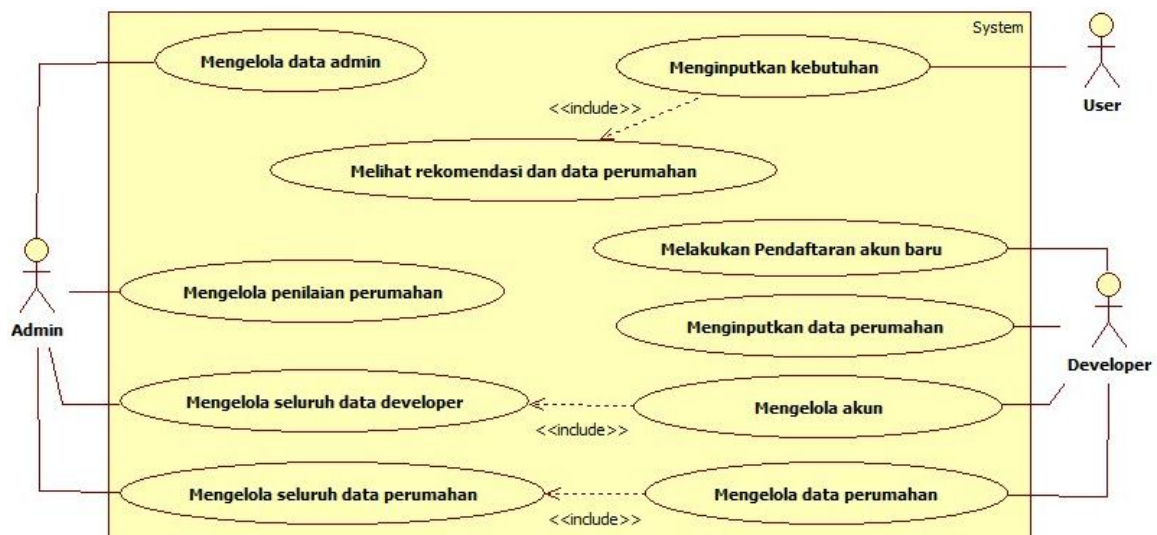 System
Mengelola data admin
Menginputkan kebutuhan
User
<<include>>
Melihat rekomendasi dan data perumahan
Melakukan Pendaftaran akun baru
Mengelola penilaian perumahan
Admin
Menginputkan data perumahan
Developer
Mengelola seluruh data developer
Mengelola akun
<<include>>
Mengelola seluruh data perumahan
Mengelola data perumahan
<<include>>